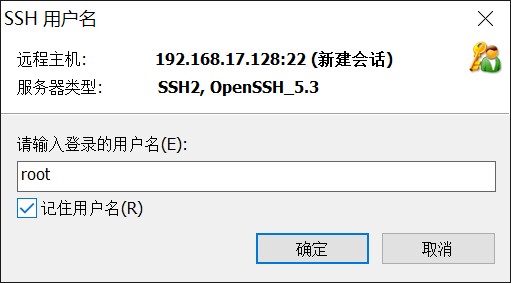 SSH 用户名
远程主机: 192.168.17.128:22 (新建会话)
服务器类型: SSH2, OpenSSH_5.3
请输入登录的用户名(E):
root
记住用户名(R)
确定 取消